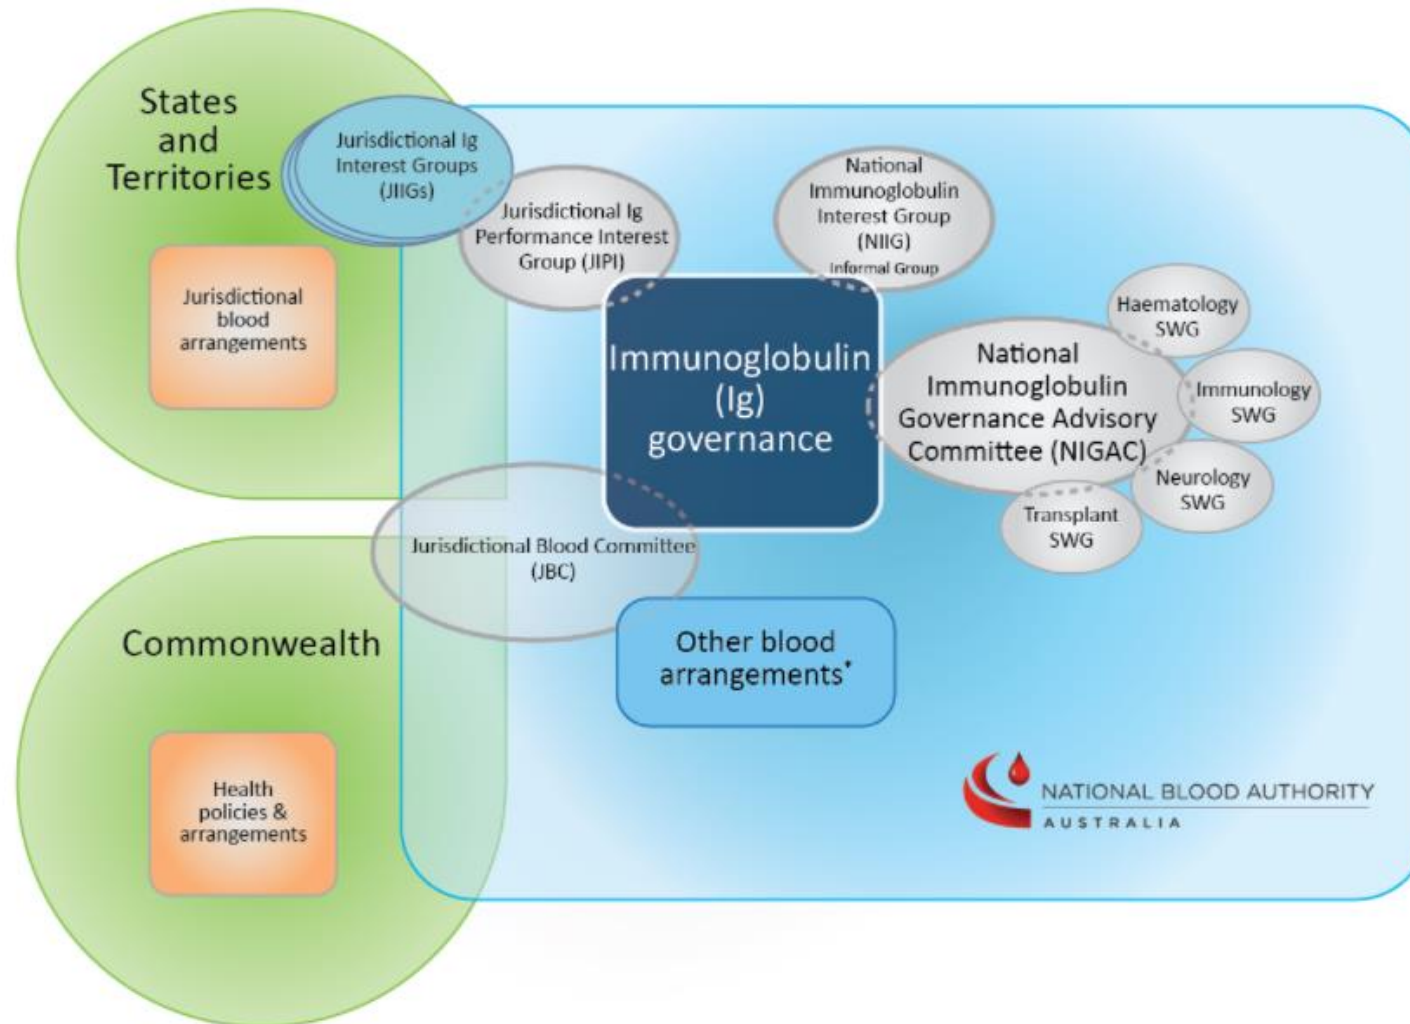 States
and
Territories
Jurisdictional Ig
Interest Groups
(JIIGs)
Jurisdictional Ig
Performance Interest
Group (JIPI)
National
Immunoglobulin
Interest Group
(NIIG)
Informal Group
Jurisdictional
blood
arrangements
Immunoglobulin
(Ig)
governance
National
Immunoglobulin
Governance Advisory
Committee (NIGAC)
Haematology
SWG
Immunology
SWG
Neurology
SWG
Transplant
SWG
Jurisdictional Blood Committee
(JBC)
Other blood
arrangements*
Commonwealth
Health
policies &
arrangements
NATIONAL BLOOD AUTHORITY
AUSTRALIA